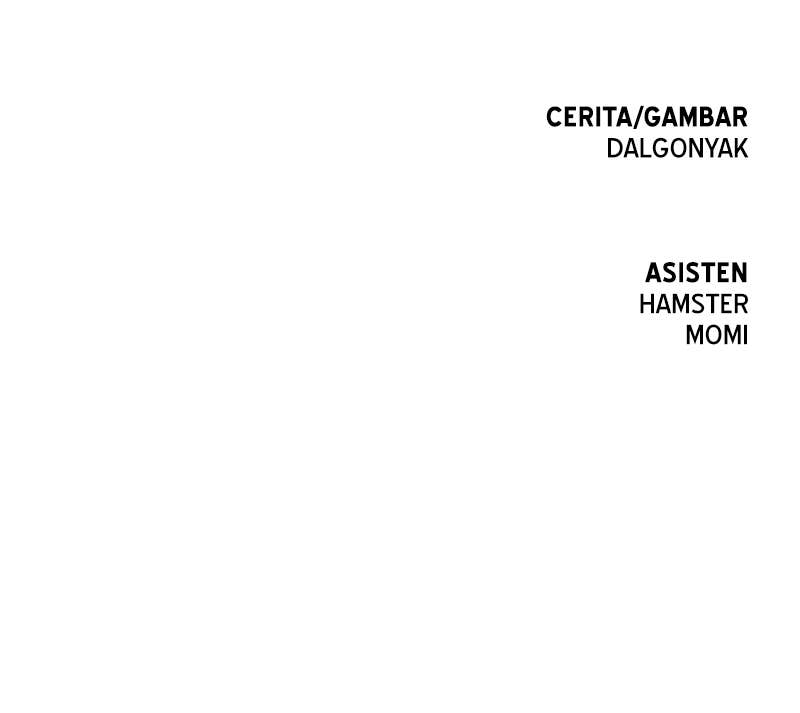 CERITA/GAMBAR
DALGONYAK
ASISTEN
HAMSTER
MOMI